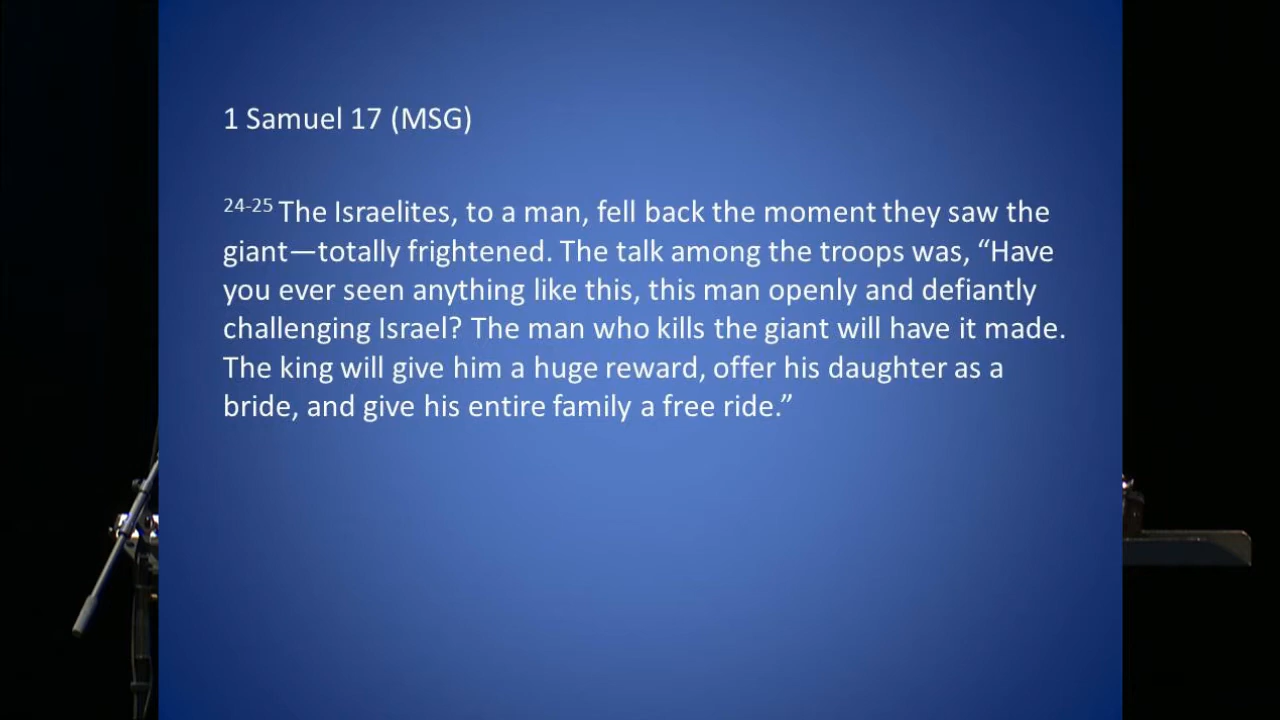 1 Samuel 17 (MSG)
24-25 The Israelites, to a man, fell back the moment they saw the
giant—totally frightened. The talk among the troops was, “Have
you ever seen anything like this, this man openly and defiantly
challenging Israel? The man who kills the giant will have it made.
The king will give him a huge reward, offer his daughter as a
bride, and give his entire family a free ride.”